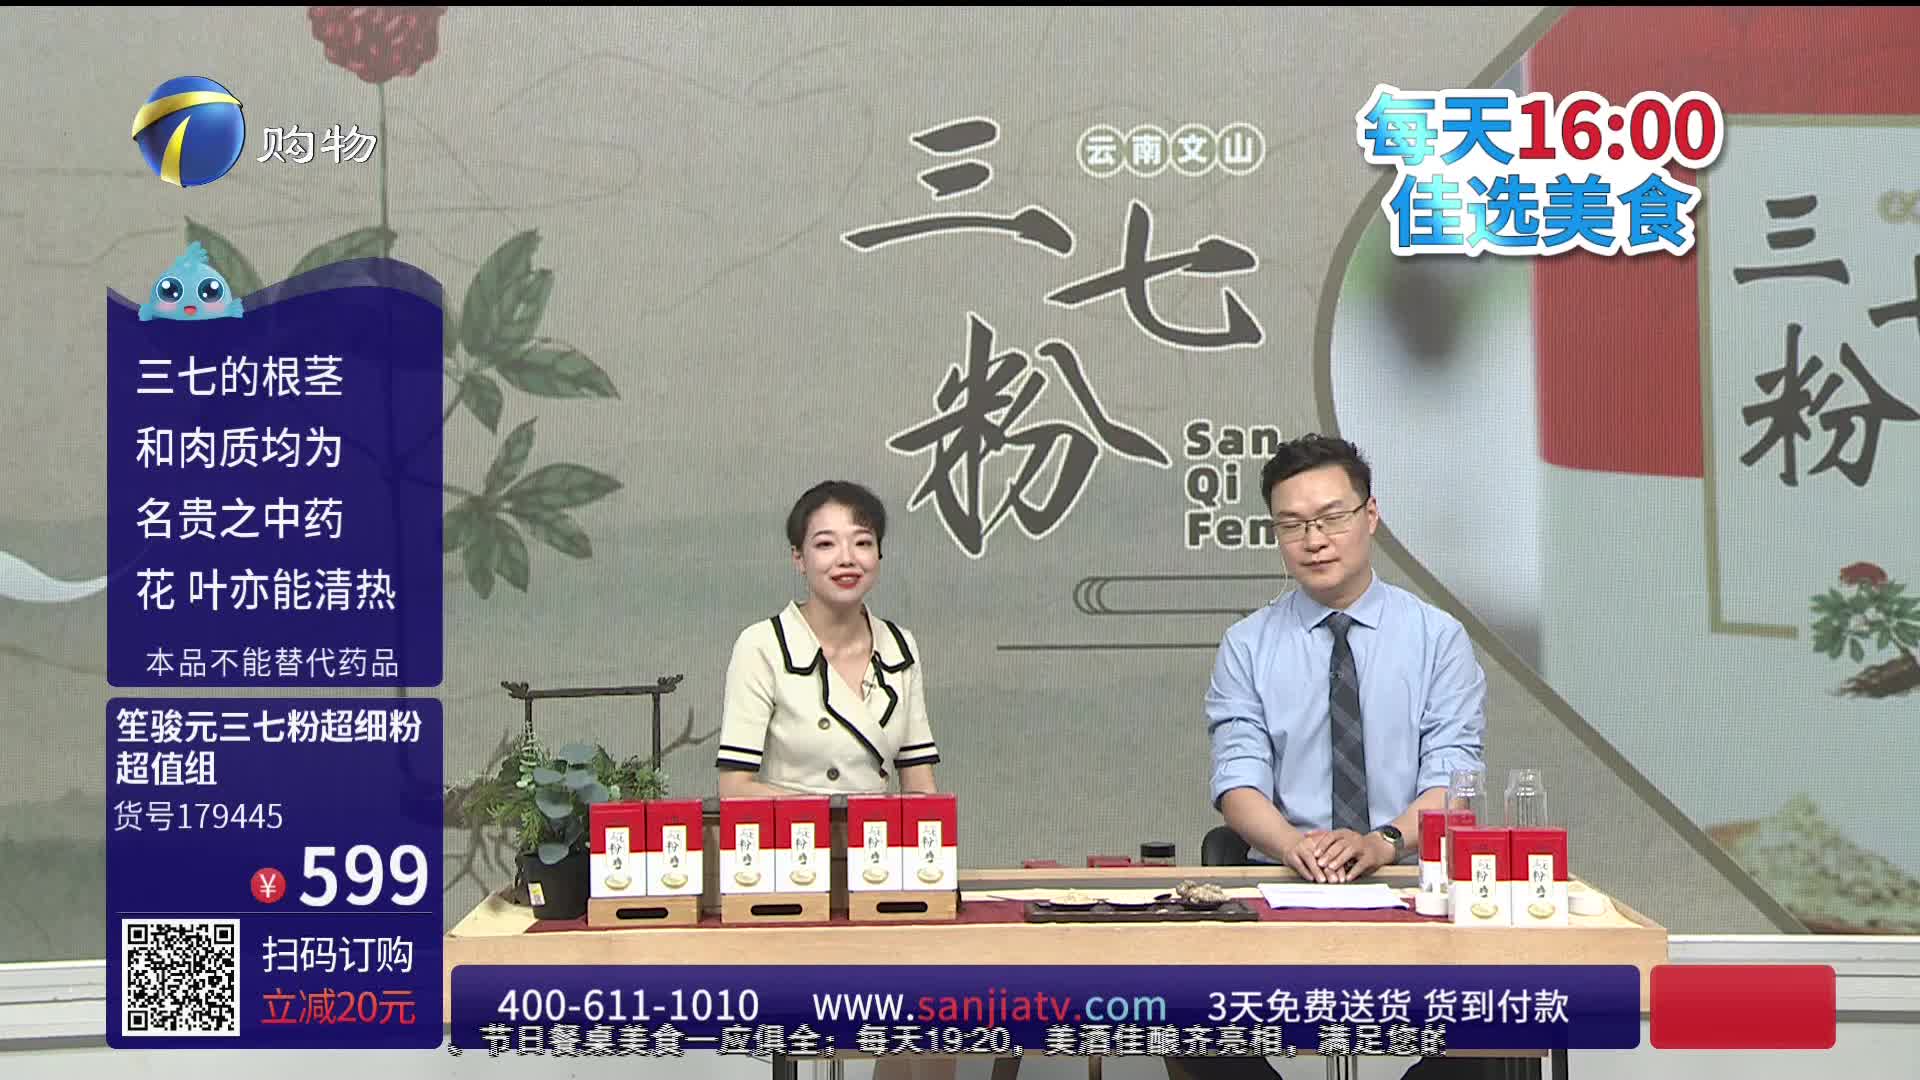 购物
每天16:00
佳选美食
云南文山
三七粉
San
Qi
Fen
三七
粉
三七的根茎
和肉质均为
名贵之中药
花 叶亦能清热
本品不能替代药品
笙骏元三七粉超细粉
超值组
货号179445
¥599
扫码订购
立减20元
400-611-1010 www.sanjiatv.com 3天免费送货 货到付款
。节日餐桌美食一应俱全；每天19:20，美酒佳酿齐亮相，满足您的